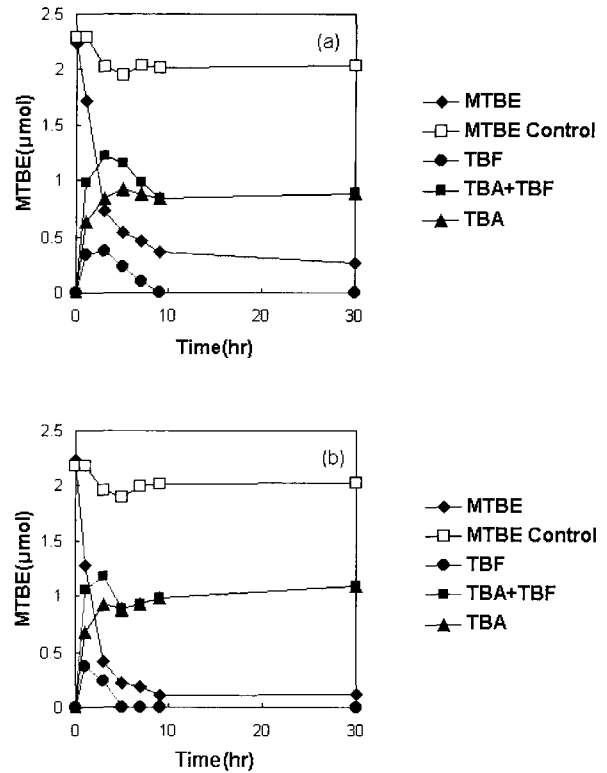 (a)
2.5
2
1.5
1
0.5
0
MTBE(µmol)
0 10 20 30
Time(hr)
MTBE
MTBE Control
TBF
TBA+TBF
TBA
(b)
2.5
2
1.5
1
0.5
0
MTBE(µmol)
0 10 20 30
Time(hr)
MTBE
MTBE Control
TBF
TBA+TBF
TBA